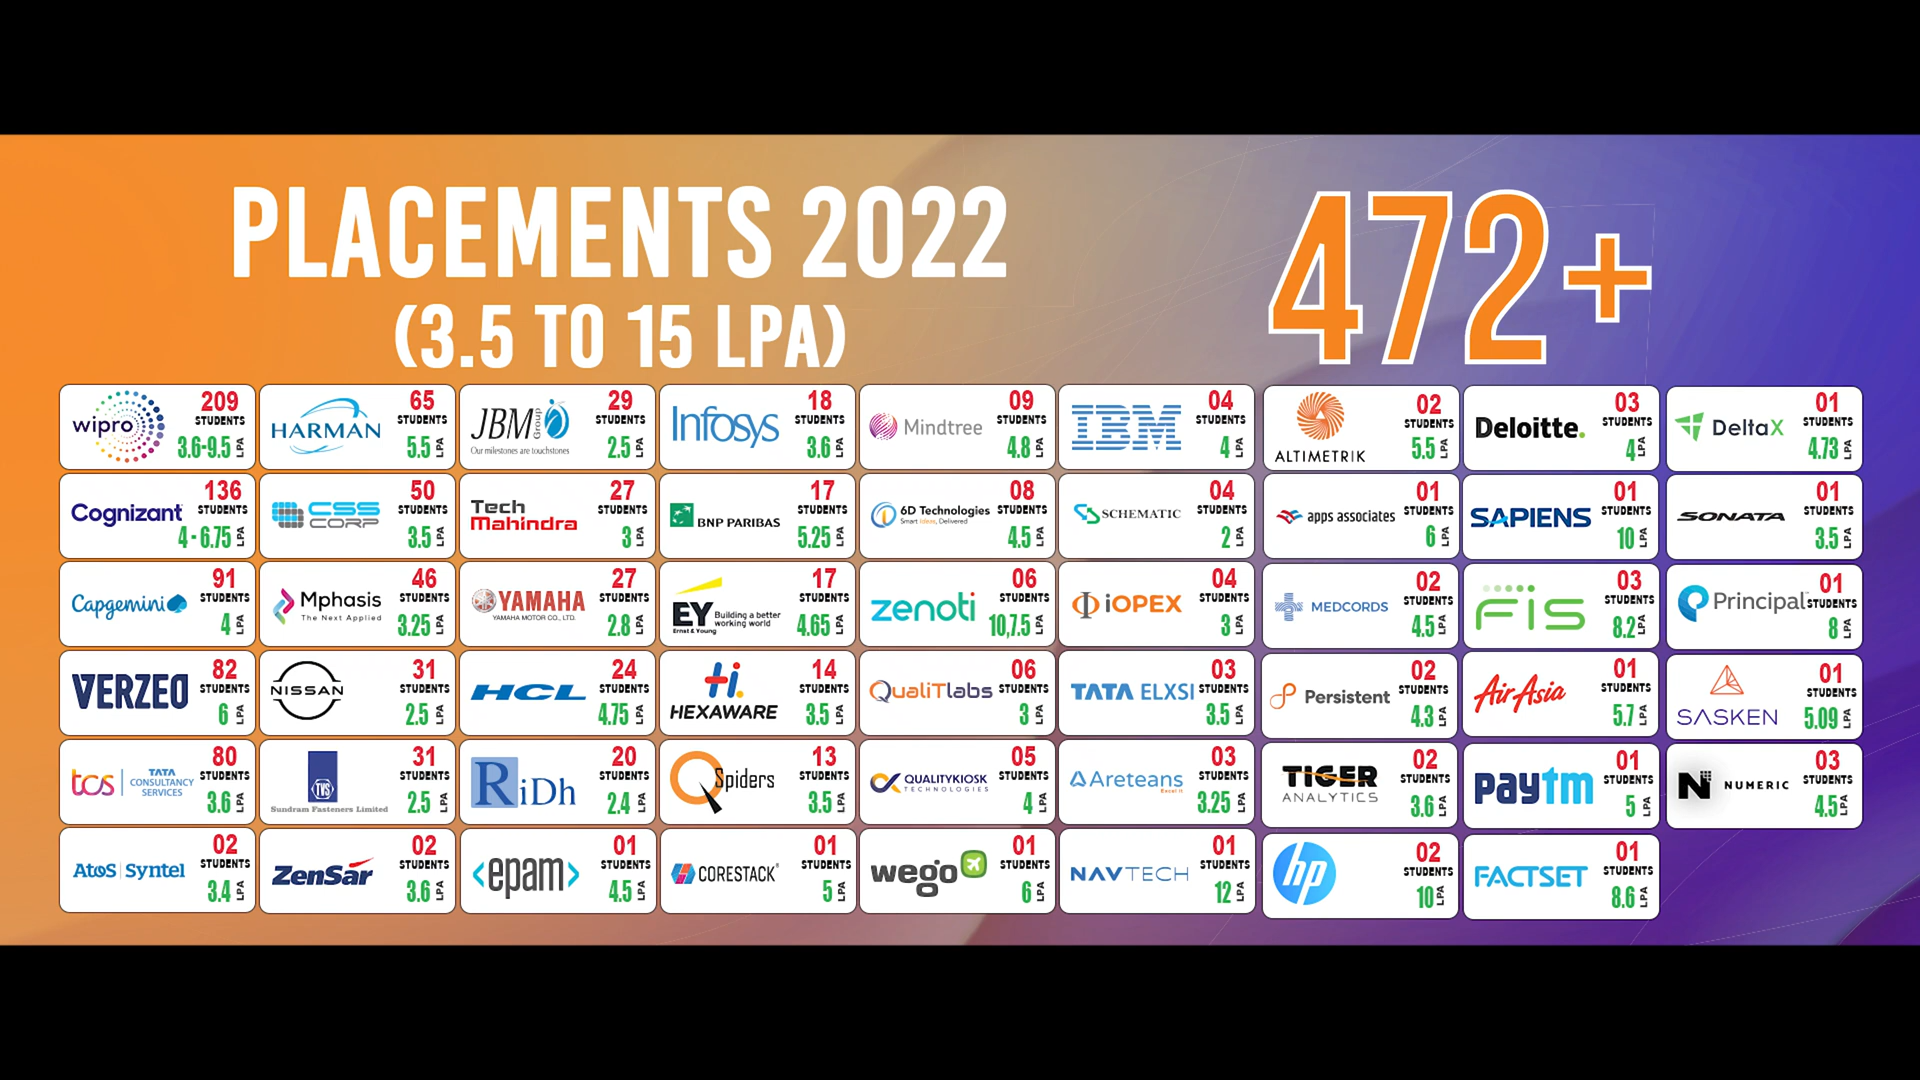 PLACEMENTS 2022
(3.5 TO 15 LPA)
472+
wipro 209 STUDENTS 3.6-9.5 LPA
HARMAN 65 STUDENTS 5.5 LPA
JBM Group Our milestones are touchstones 29 STUDENTS 2.5 LPA
Infosys 18 STUDENTS 3.6 LPA
Mindtree 09 STUDENTS 4.8 LPA
IBM 04 STUDENTS 4 LPA
ALTIMETRIK 02 STUDENTS 5.5 LPA
Deloitte. 03 STUDENTS 4 LPA
DeltaX 01 STUDENTS 4.73 LPA
Cognizant 136 STUDENTS 4 - 6.75 LPA
CSS CORP 50 STUDENTS 3.5 LPA
Tech Mahindra 27 STUDENTS 3 LPA
BNP PARIBAS 17 STUDENTS 5.25 LPA
6D Technologies Smart Ideas, Delivered 08 STUDENTS 4.5 LPA
SCHEMATIC 04 STUDENTS 2 LPA
apps associates 01 STUDENTS 6 LPA
SAPIENS 01 STUDENTS 10 LPA
SONATA 01 STUDENTS 3.5 LPA
Capgemini 91 STUDENTS 4 LPA
Mphasis The Next Applied 46 STUDENTS 3.25 LPA
YAMAHA YAMAHA MOTOR CO., LTD. 27 STUDENTS 2.8 LPA
EY Ernst & Young Building a better working world 17 STUDENTS 4.65 LPA
zenoti 06 STUDENTS 10,7.5 LPA
iOPEX 04 STUDENTS 3 LPA
MEDCORDS 02 STUDENTS 4.5 LPA
FIS 03 STUDENTS 8.2 LPA
Principal 01 STUDENTS 8 LPA
VERZEO 82 STUDENTS 6 LPA
NISSAN 31 STUDENTS 2.5 LPA
HCL 24 STUDENTS 4.75 LPA
Hi. HEXAWARE 14 STUDENTS 3.5 LPA
QualiTlabs 06 STUDENTS 3 LPA
TATA ELXSI 03 STUDENTS 3.5 LPA
Persistent 02 STUDENTS 4.3 LPA
AirAsia 01 STUDENTS 5.7 LPA
SASKEN 01 STUDENTS 5.09 LPA
tcs TATA CONSULTANCY SERVICES 80 STUDENTS 3.6 LPA
TVS Sundram Fasteners Limited 31 STUDENTS 2.5 LPA
RiDh 20 STUDENTS 2.4 LPA
QSpiders 13 STUDENTS 3.5 LPA
QUALITYKIOSK TECHNOLOGIES 05 STUDENTS 4 LPA
Areteans Excel it 03 STUDENTS 3.25 LPA
TIGER ANALYTICS 02 STUDENTS 3.6 LPA
paytm 01 STUDENTS 5 LPA
N NUMERIC 03 STUDENTS 4.5 LPA
Atos Syntel 02 STUDENTS 3.4 LPA
ZenSar 02 STUDENTS 3.6 LPA
<epam> 01 STUDENTS 4.5 LPA
CORESTACK 01 STUDENTS 5 LPA
wego 01 STUDENTS 6 LPA
NAVTECH 01 STUDENTS 12 LPA
hp 02 STUDENTS 10 LPA
FACTSET 01 STUDENTS 8.6 LPA